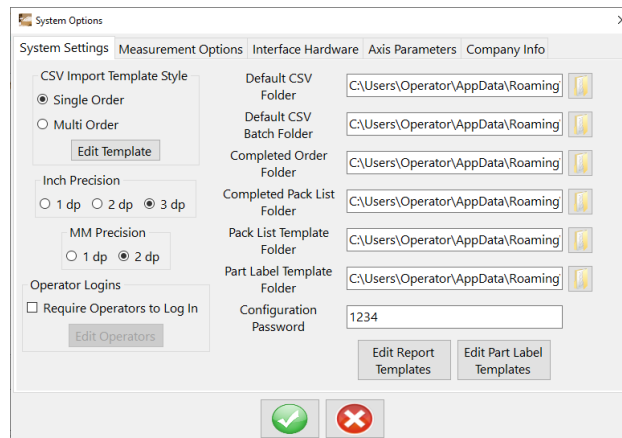 System Options
System Settings Measurement Options Interface Hardware Axis Parameters Company Info
CSV Import Template Style
Single Order
Multi Order
Edit Template
Inch Precision
1 dp 2 dp 3 dp
MM Precision
1 dp 2 dp
Operator Logins
Require Operators to Log In
Edit Operators
Default CSV
Folder
C:\Users\Operator\AppData\Roaming
Default CSV
Batch Folder
C:\Users\Operator\AppData\Roaming
Completed Order
Folder
C:\Users\Operator\AppData\Roaming
Completed Pack List
Folder
C:\Users\Operator\AppData\Roaming
Pack List Template
Folder
C:\Users\Operator\AppData\Roaming
Part Label Template
Folder
C:\Users\Operator\AppData\Roaming
Configuration
Password
1234
Edit Report
Templates
Edit Part Label
Templates